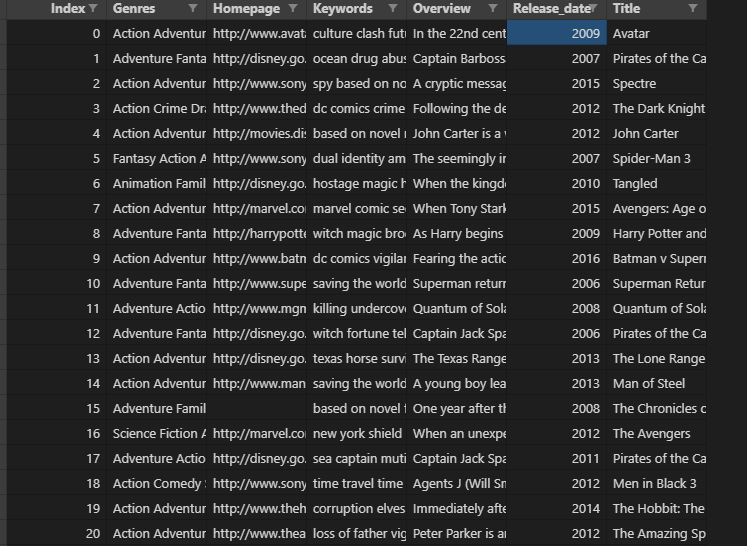 Index Genres Homepage Keywords Overview Release_date Title
0 Action Adventur http://www.avata culture clash futu In the 22nd cent 2009 Avatar
1 Adventure Fanta http://disney.go. ocean drug abus Captain Barboss 2007 Pirates of the Ca
2 Action Adventur http://www.sony spy based on no A cryptic messag 2015 Spectre
3 Action Crime Dra http://www.thed dc comics crime Following the de 2012 The Dark Knight
4 Action Adventur http://movies.dis based on novel John Carter is a w 2012 John Carter
5 Fantasy Action A http://www.sony dual identity am The seemingly in 2007 Spider-Man 3
6 Animation Famil http://disney.go. hostage magic h When the kingd 2010 Tangled
7 Action Adventur http://marvel.co marvel comic se When Tony Stark 2015 Avengers: Age o
8 Adventure Fanta http://harrypotte witch magic broo As Harry begins 2009 Harry Potter and
9 Action Adventur http://www.batm dc comics vigilan Fearing the actio 2016 Batman v Super
10 Action Adventur http://www.supe saving the world Superman return 2006 Superman Retur
11 Adventure Actio http://www.mgm killing undercov Quantum of Sola 2008 Quantum of Sola
12 Adventure Fanta http://disney.go. witch fortune tel Captain Jack Spa 2006 Pirates of the Ca
13 Action Adventur http://disney.go. texas horse survi The Texas Range 2013 The Lone Range
14 Action Adventur http://www.man saving the world A young boy lea 2013 Man of Steel
15 Adventure Famil based on novel f One year after th 2008 The Chronicles o
16 Science Fiction A http://marvel.co new york shield When an unexpe 2012 The Avengers
17 Adventure Actio http://disney.go. sea captain muti Captain Jack Spa 2011 Pirates of the Ca
18 Action Comedy S http://www.sony time travel time Agents J (Will Sm 2012 Men in Black 3
19 Action Adventur http://www.theh corruption elves Immediately afte 2014 The Hobbit: The
20 Action Adventur http://www.thea loss of father vig Peter Parker is a 2012 The Amazing Sp